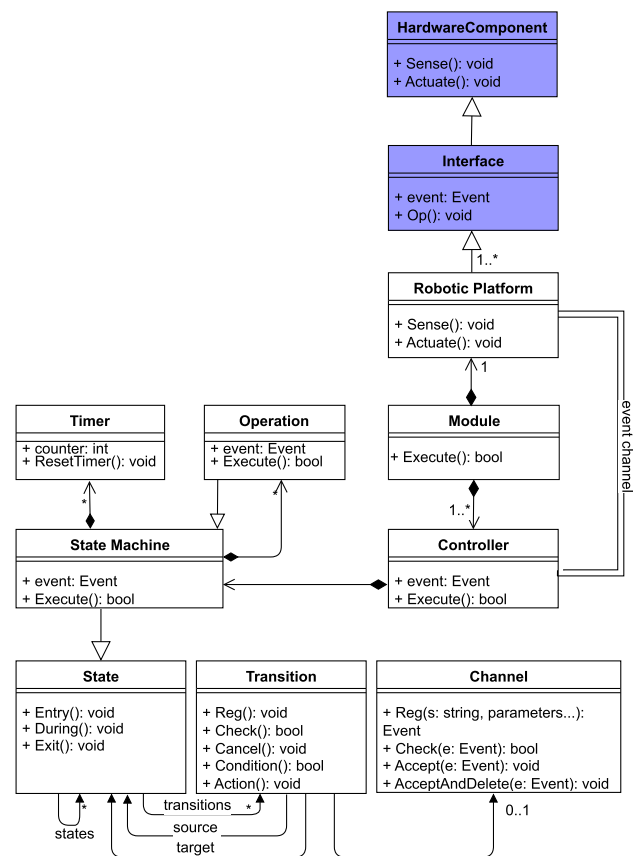 HardwareComponent
+ Sense(): void
+ Actuate(): void
Interface
+ event: Event
+ Op(): void
1..*
Robotic Platform
+ Sense(): void
+ Actuate(): void
1
event channel
Timer
+ counter: int
+ ResetTimer(): void
*
Operation
+ event: Event
+ Execute(): bool
*
Module
+ Execute(): bool
1..*
State Machine
+ event: Event
+ Execute(): bool
Controller
+ event: Event
+ Execute(): bool
State
+ Entry(): void
+ During(): void
+ Exit(): void
Transition
+ Reg(): void
+ Check(): bool
+ Cancel(): void
+ Condition(): bool
+ Action(): void
Channel
+ Reg(s: string, parameters...):
Event
+ Check(e: Event): bool
+ Accept(e: Event): void
+ AcceptAndDelete(e: Event): void
*
states
transitions
*
source
target
0..1